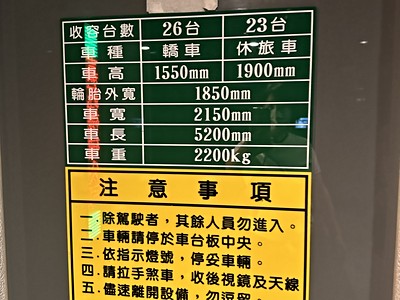 收容台數 26台 23台
車種 轎車 休旅車
車高 1550mm 1900mm
輪胎外寬 1850mm
車寬 2150mm
車長 5200mm
車重 2200kg
注意事項
一.除駕駛者，其餘人員勿進入。
二.車輛請停於車台板中央。
三.依指示燈號，停妥車輛。
四.請拉手煞車，收後視鏡及天線
五.儘速離開設備，勿逗留